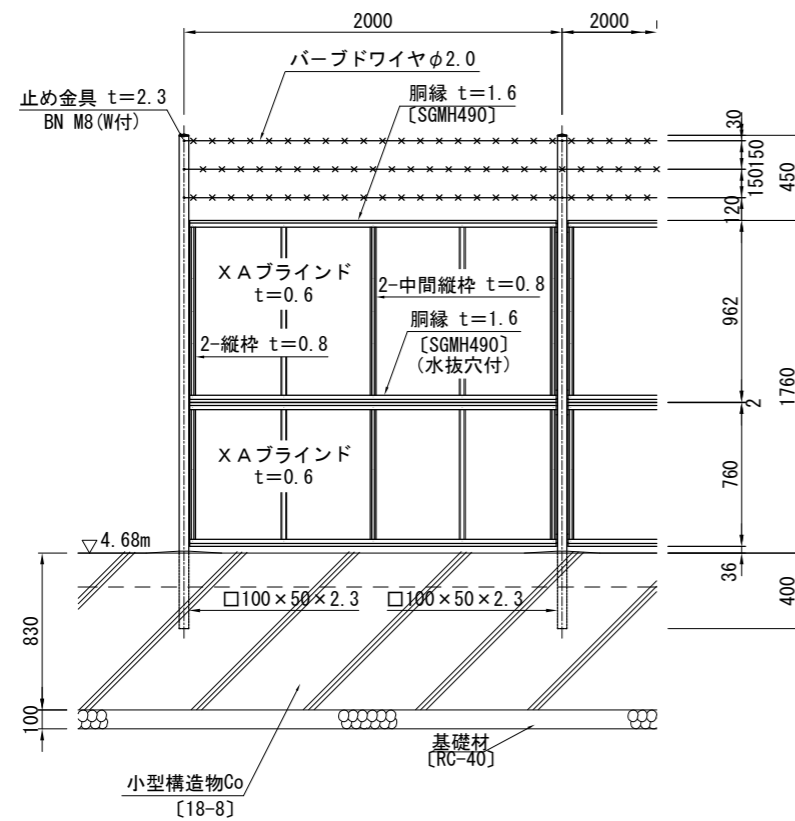 2000
2000
バーブドワイヤφ2.0
止め金具 t=2.3
BN M8(W付)
胴縁 t=1.6
[SGMH490]
30
150
150
120
450
XAブラインド
t=0.6
2-中間縦枠 t=0.8
胴縁 t=1.6
[SGMH490]
(水抜穴付)
2-縦枠 t=0.8
962
2
1760
XAブラインド
t=0.6
760
4.68m
36
□100×50×2.3
□100×50×2.3
400
830
100
基礎材
[RC-40]
小型構造物Co
[18-8]